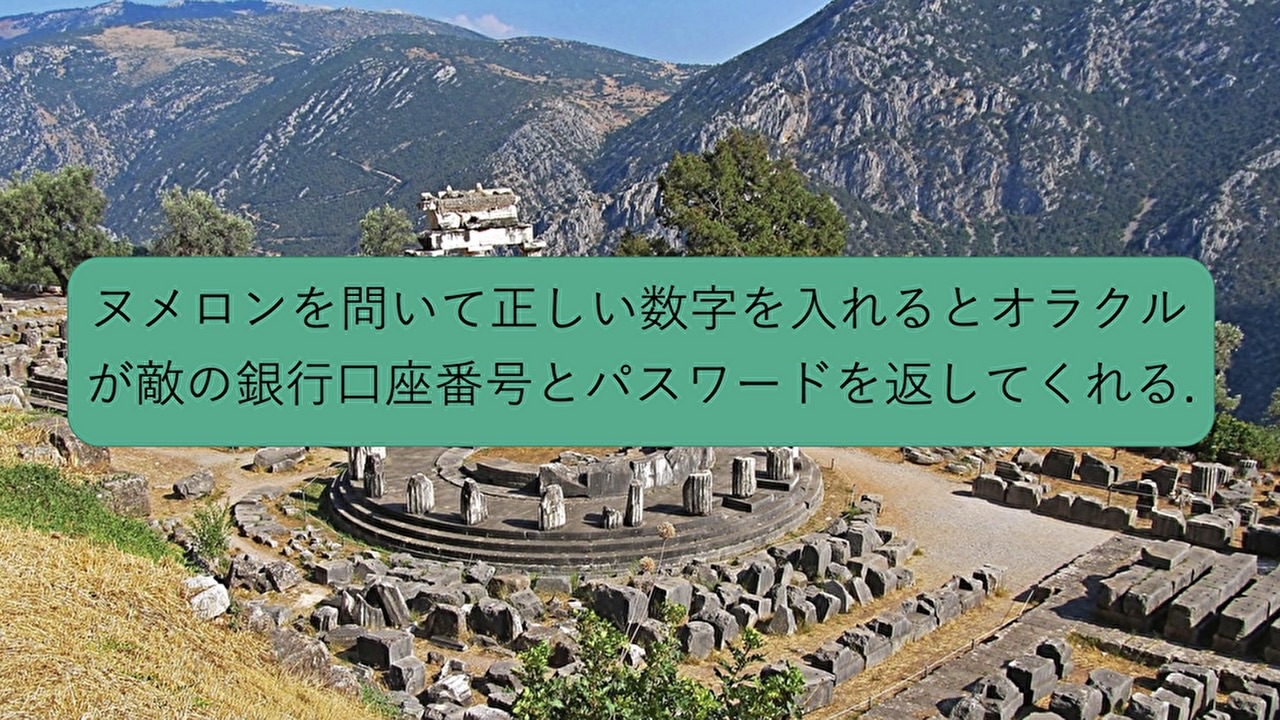 ヌメロンを問いて正しい数字を入れるとオラクル
が敵の銀行口座番号とパスワードを返してくれる.